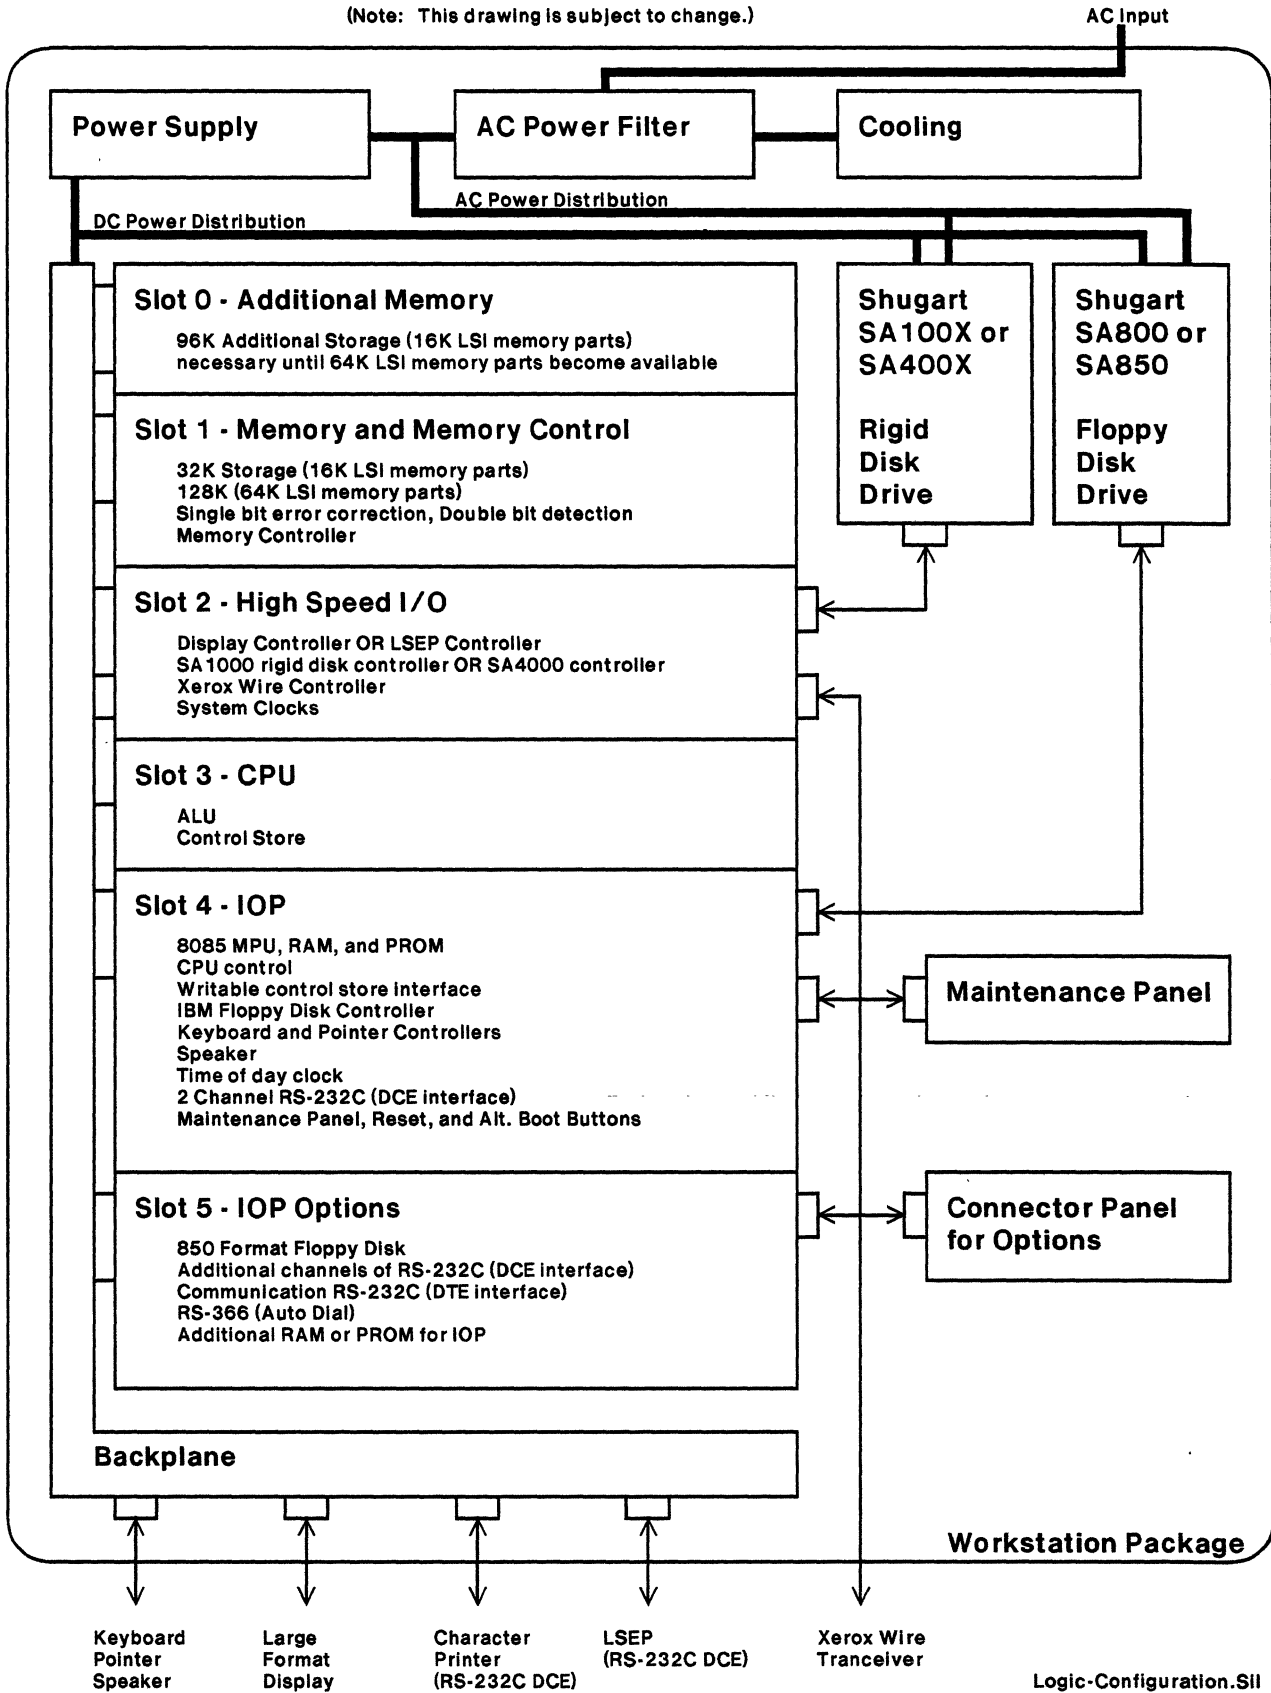 (Note: This drawing is subject to change.)
AC Input
Power Supply
AC Power Filter
Cooling
AC Power Distribution
DC Power Distribution
Slot 0 - Additional Memory
96K Additional Storage (16K LSI memory parts)
necessary until 64K LSI memory parts become available
Shugart
SA100X or
SA400X
Rigid
Disk
Drive
Shugart
SA800 or
SA850
Floppy
Disk
Drive
Slot 1 - Memory and Memory Control
32K Storage (16K LSI memory parts)
128K (64K LSI memory parts)
Single bit error correction, Double bit detection
Memory Controller
Slot 2 - High Speed I/O
Display Controller OR LSEP Controller
SA1000 rigid disk controller OR SA4000 controller
Xerox Wire Controller
System Clocks
Slot 3 - CPU
ALU
Control Store
Slot 4 - IOP
8085 MPU, RAM, and PROM
CPU control
Writable control store interface
IBM Floppy Disk Controller
Keyboard and Pointer Controllers
Speaker
Time of day clock
2 Channel RS-232C (DCE interface)
Maintenance Panel, Reset, and Alt. Boot Buttons
Maintenance Panel
Slot 5 - IOP Options
850 Format Floppy Disk
Additional channels of RS-232C (DCE interface)
Communication RS-232C (DTE interface)
RS-366 (Auto Dial)
Additional RAM or PROM for IOP
Connector Panel
for Options
Backplane
Workstation Package
Keyboard
Pointer
Speaker
Large
Format
Display
Character
Printer
(RS-232C DCE)
LSEP
(RS-232C DCE)
Xerox Wire
Tranceiver
Logic-Configuration.Sil